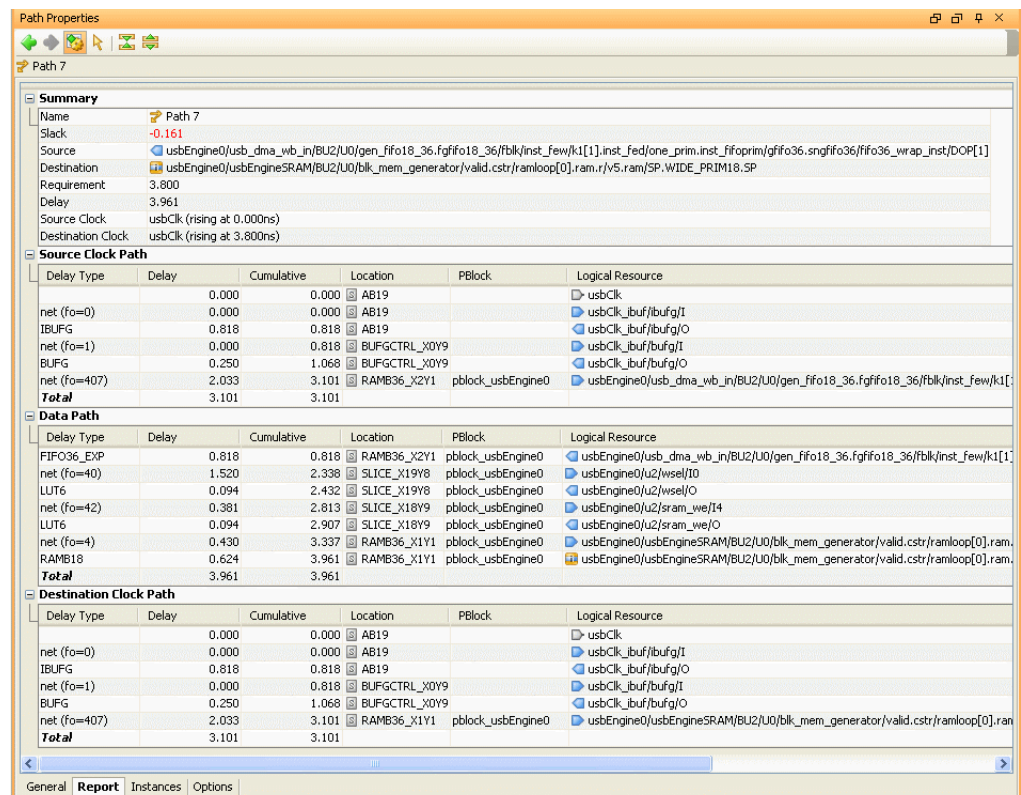 Path Properties
Path 7
Summary
Name Path 7
Slack -0.161
Source usbEngine0/usb_dma_wb_in/BU2/U0/gen_fifo18_36.fgfifo18_36/fblk/inst_few/k1[1].inst_fed/one_prim.inst_fifoprim/gfifo36.sngfifo36/fifo36_wrap_inst/DOP[1]
Destination usbEngine0/usbEngineSRAM/BU2/U0/blk_mem_generator/valid.cstr/ramloop[0].ram.r/v5.ram/SP.WIDE_PRIM18.SP
Requirement 3.800
Delay 3.961
Source Clock usbClk (rising at 0.000ns)
Destination Clock usbClk (rising at 3.800ns)
Source Clock Path
Delay Type Delay Cumulative Location PBlock Logical Resource
0.000 0.000 AB19 usbClk
net (fo=0) 0.000 0.000 AB19 usbClk_ibuf/ibufg/I
IBUFG 0.818 0.818 AB19 usbClk_ibuf/ibufg/O
net (fo=1) 0.000 0.818 BUFGCTRL_X0Y9 usbClk_ibuf/bufg/I
BUFG 0.250 1.068 BUFGCTRL_X0Y9 usbClk_ibuf/bufg/O
net (fo=407) 2.033 3.101 RAMB36_X2Y1 pblock_usbEngine0 usbEngine0/usb_dma_wb_in/BU2/U0/gen_fifo18_36.fgfifo18_36/fblk/inst_few/k1[
Total 3.101 3.101
Data Path
Delay Type Delay Cumulative Location PBlock Logical Resource
FIFO36_EXP 0.818 0.818 RAMB36_X2Y1 pblock_usbEngine0 usbEngine0/usb_dma_wb_in/BU2/U0/gen_fifo18_36.fgfifo18_36/fblk/inst_few/k1[1]
net (fo=40) 1.520 2.338 SLICE_X19Y8 pblock_usbEngine0 usbEngine0/u2/wsel/I0
LUT6 0.094 2.432 SLICE_X19Y8 pblock_usbEngine0 usbEngine0/u2/wsel/O
net (fo=42) 0.381 2.813 SLICE_X18Y9 pblock_usbEngine0 usbEngine0/u2/sram_we/I4
LUT6 0.094 2.907 SLICE_X18Y9 pblock_usbEngine0 usbEngine0/u2/sram_we/O
net (fo=4) 0.430 3.337 RAMB36_X1Y1 pblock_usbEngine0 usbEngine0/usbEngineSRAM/BU2/U0/blk_mem_generator/valid.cstr/ramloop[0].ram.
RAMB18 0.624 3.961 RAMB36_X1Y1 pblock_usbEngine0 usbEngine0/usbEngineSRAM/BU2/U0/blk_mem_generator/valid.cstr/ramloop[0].ram.
Total 3.961 3.961
Destination Clock Path
Delay Type Delay Cumulative Location PBlock Logical Resource
0.000 0.000 AB19 usbClk
net (fo=0) 0.000 0.000 AB19 usbClk_ibuf/ibufg/I
IBUFG 0.818 0.818 AB19 usbClk_ibuf/ibufg/O
net (fo=1) 0.000 0.818 BUFGCTRL_X0Y9 usbClk_ibuf/bufg/I
BUFG 0.250 1.068 BUFGCTRL_X0Y9 usbClk_ibuf/bufg/O
net (fo=407) 2.033 3.101 RAMB36_X1Y1 pblock_usbEngine0 usbEngine0/usbEngineSRAM/BU2/U0/blk_mem_generator/valid.cstr/ramloop[0].ran
Total 3.101 3.101
General Report Instances Options